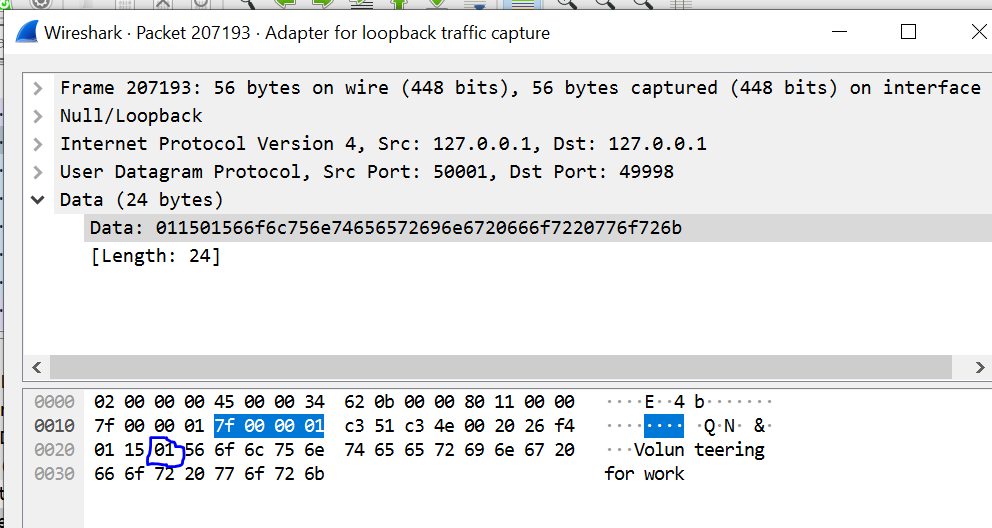 Wireshark · Packet 207193 · Adapter for loopback traffic capture
Frame 207193: 56 bytes on wire (448 bits), 56 bytes captured (448 bits) on interface
Null/Loopback
Internet Protocol Version 4, Src: 127.0.0.1, Dst: 127.0.0.1
User Datagram Protocol, Src Port: 50001, Dst Port: 49998
Data (24 bytes)
Data: 011501566f6c756e74656572696e6720666f7220776f726b
[Length: 24]
0000 02 00 00 00 45 00 00 34 62 0b 00 00 80 11 00 00 ····E··4 b·······
0010 7f 00 00 01 7f 00 00 01 c3 51 c3 4e 00 20 26 f4 ········ ·Q·N· &·
0020 01 15 01 56 6f 6c 75 6e 74 65 65 72 69 6e 67 20 ···Volun teering
0030 66 6f 72 20 77 6f 72 6b for work